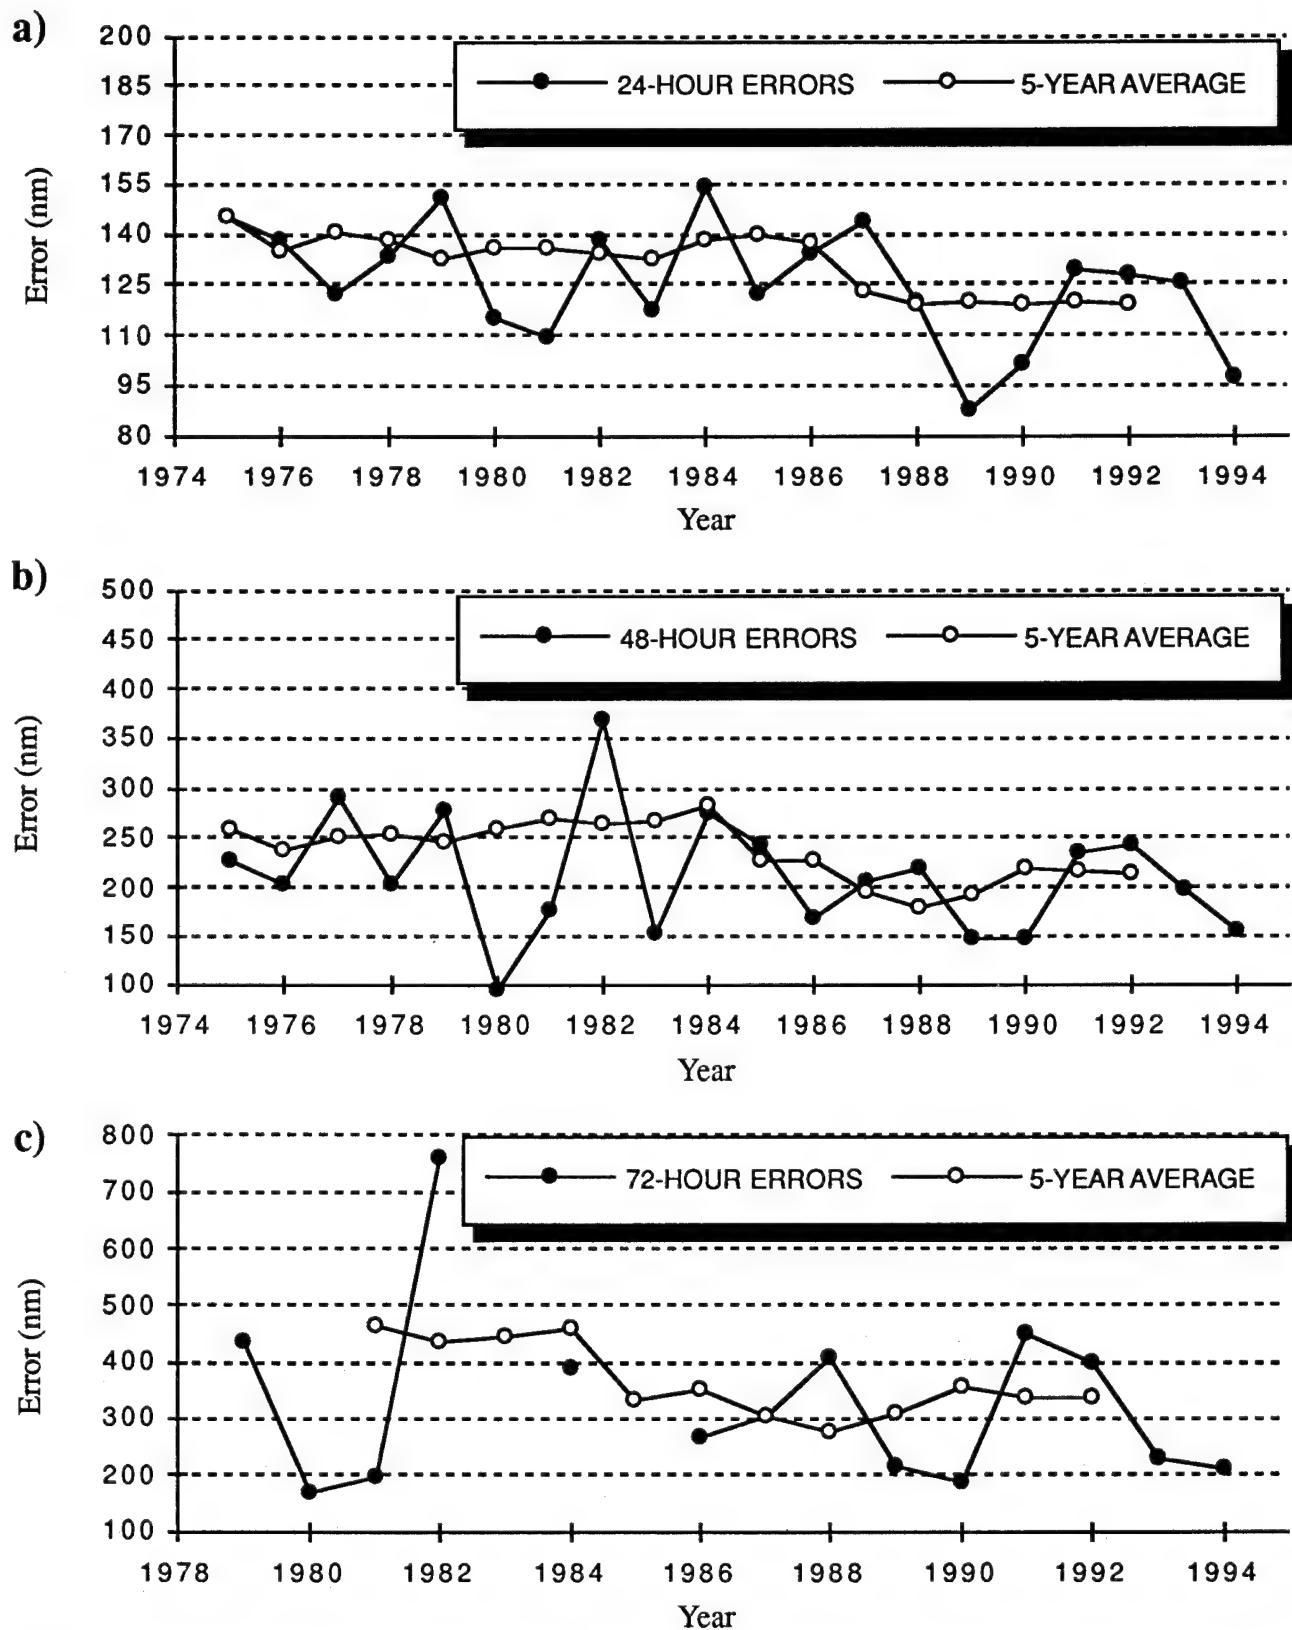 a)
200
24-HOUR ERRORS 5-YEAR AVERAGE
185
170
155
140
125
110
95
80
Error (nm)
1974 1976 1978 1980 1982 1984 1986 1988 1990 1992 1994
Year
b)
500
48-HOUR ERRORS 5-YEAR AVERAGE
450
400
350
300
250
200
150
100
Error (nm)
1974 1976 1978 1980 1982 1984 1986 1988 1990 1992 1994
Year
c)
800
72-HOUR ERRORS 5-YEAR AVERAGE
700
600
500
400
300
200
100
Error (nm)
1978 1980 1982 1984 1986 1988 1990 1992 1994
Year